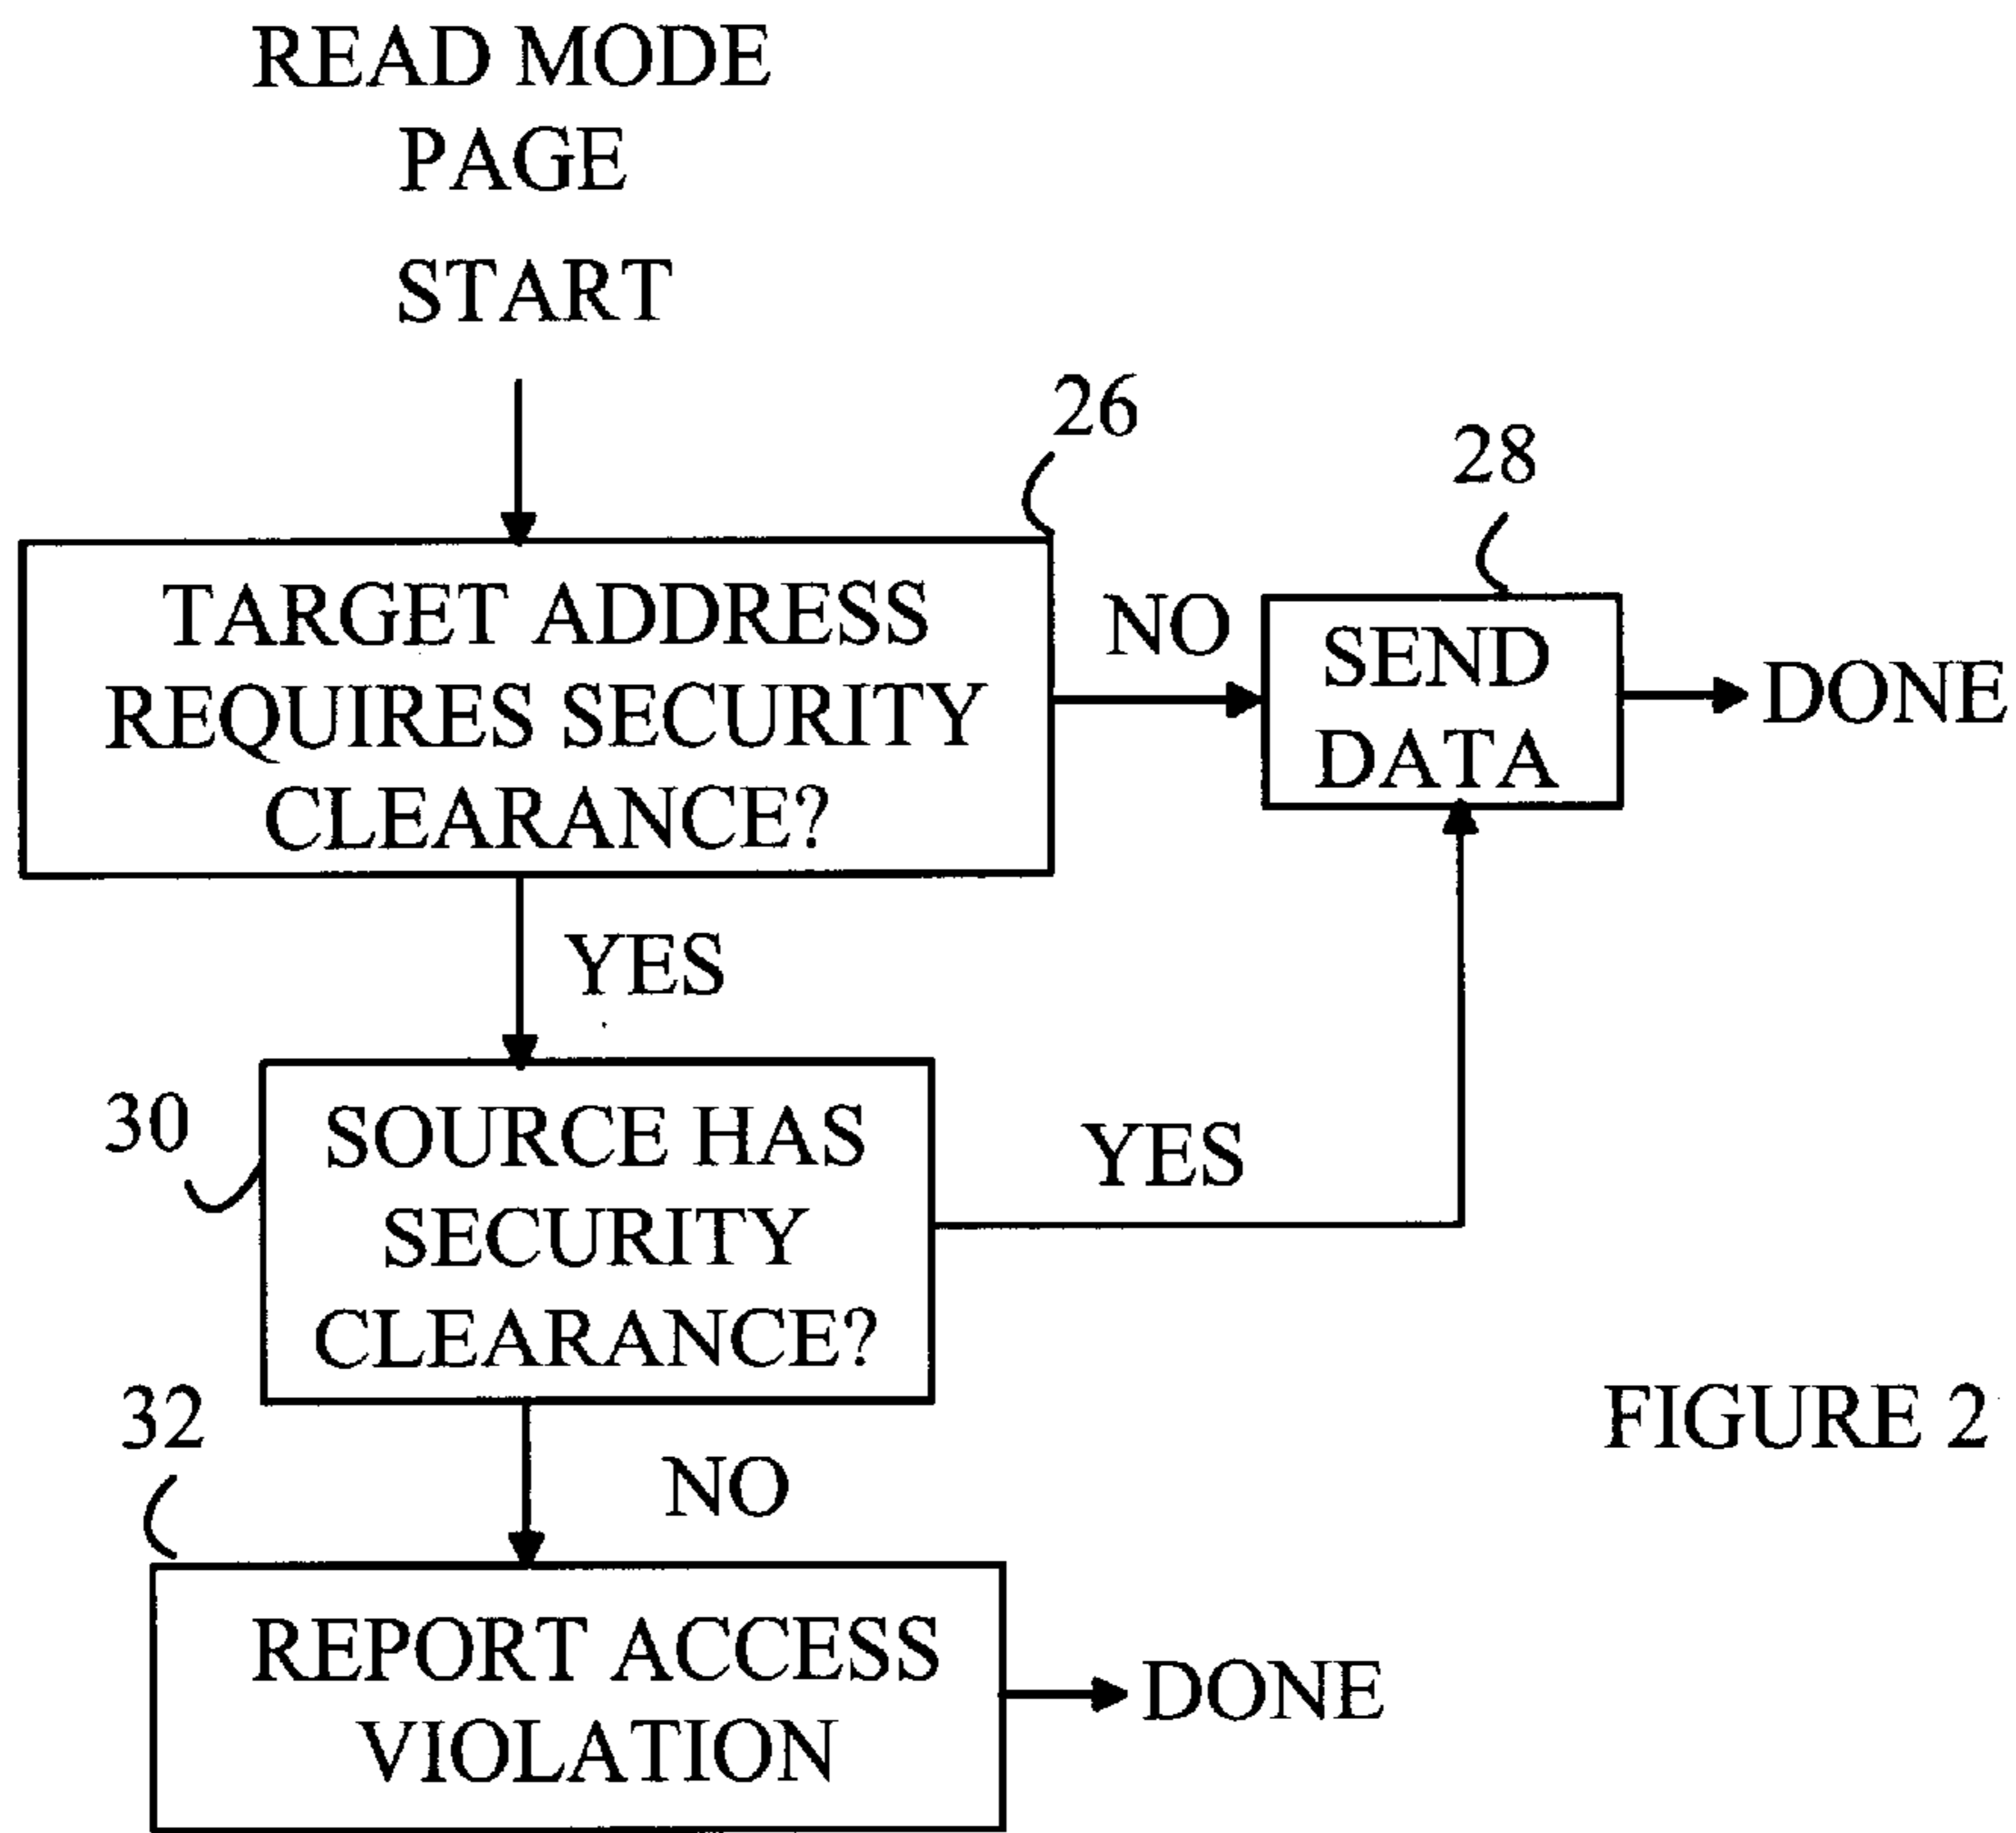 READ MODE
PAGE
START
26
28
TARGET ADDRESS
REQUIRES SECURITY
CLEARANCE?
NO
SEND
DATA
DONE
YES
30
SOURCE HAS
SECURITY
CLEARANCE?
YES
32
NO
FIGURE 2
REPORT ACCESS
VIOLATION
DONE